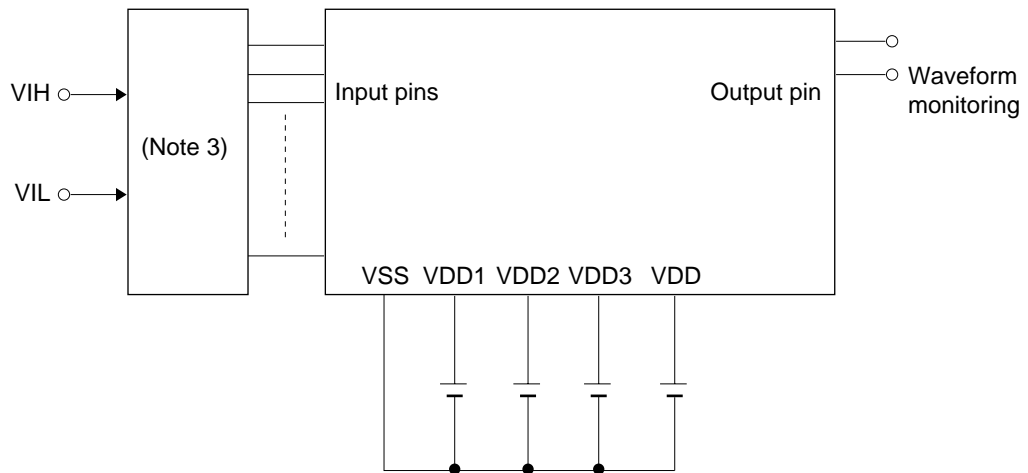 VIH
VIL
(Note 3)
Input pins
Output pin
Waveform
monitoring
VSS VDD1 VDD2 VDD3 VDD